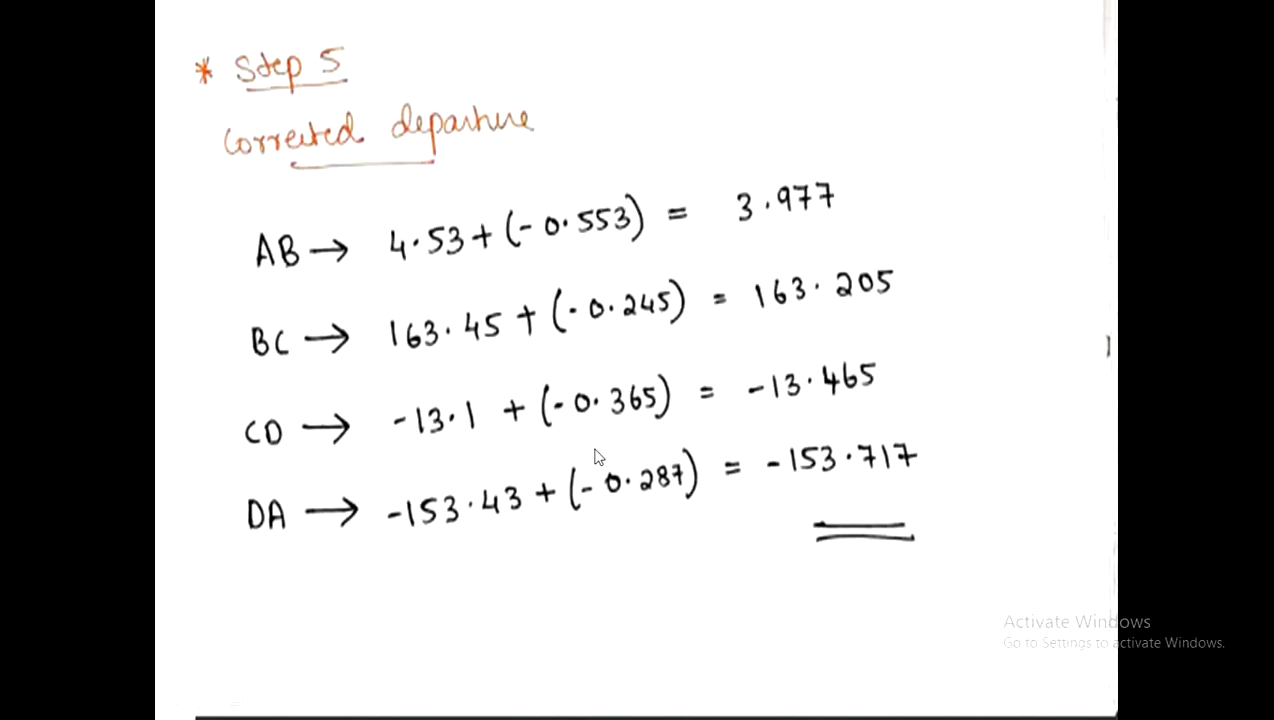 * Step 5
Corrected departure
AB → 4.53 + (-0.553) = 3.977
BC → 163.45 + (-0.245) = 163.205
CD → -13.1 + (-0.365) = -13.465
DA → -153.43 + (-0.287) = -153.717
Activate Windows
Go to Settings to activate Windows.